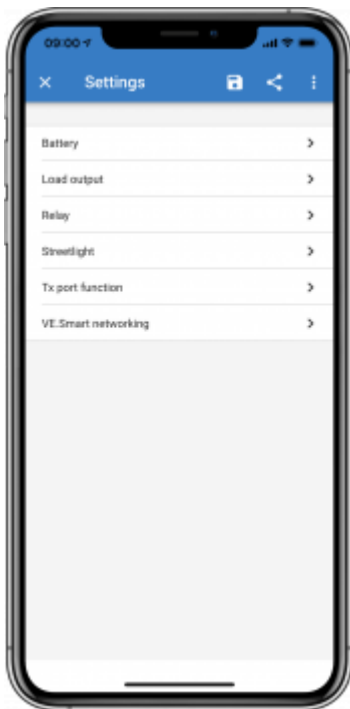 09:00
Settings
Battery
Load output
Relay
Streetlight
Tx port function
VE.Smart networking